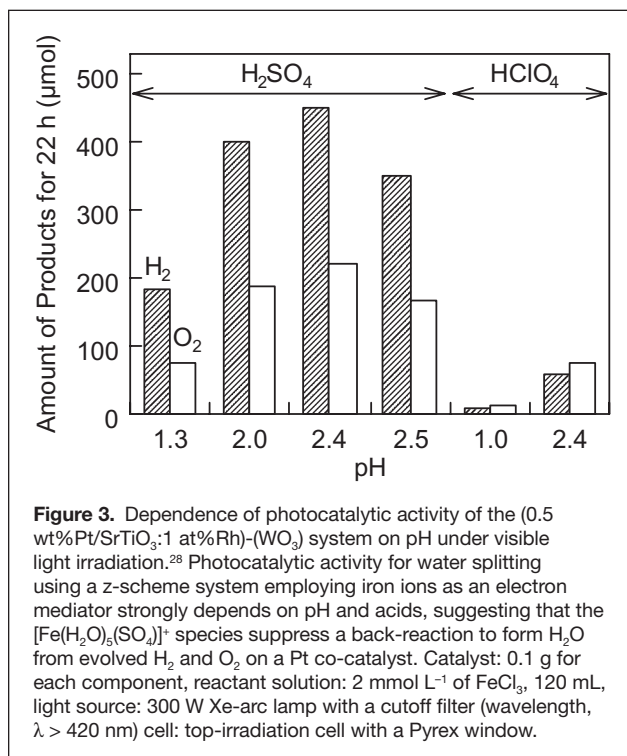 H₂SO₄ HClO₄
Amount of Products for 22 h (µmol)
500
400
300
200
100
0
H₂
O₂
1.3 2.0 2.4 2.5 1.0 2.4
pH
Figure 3. Dependence of photocatalytic activity of the (0.5
wt%Pt/SrTiO₃:1 at%Rh)-(WO₃) system on pH under visible
light irradiation.²⁸ Photocatalytic activity for water splitting
using a z-scheme system employing iron ions as an electron
mediator strongly depends on pH and acids, suggesting that the
[Fe(H₂O)₅(SO₄)]⁺ species suppress a back-reaction to form H₂O
from evolved H₂ and O₂ on a Pt co-catalyst. Catalyst: 0.1 g for
each component, reactant solution: 2 mmol L⁻¹ of FeCl₃, 120 mL,
light source: 300 W Xe-arc lamp with a cutoff filter (wavelength,
λ > 420 nm) cell: top-irradiation cell with a Pyrex window.